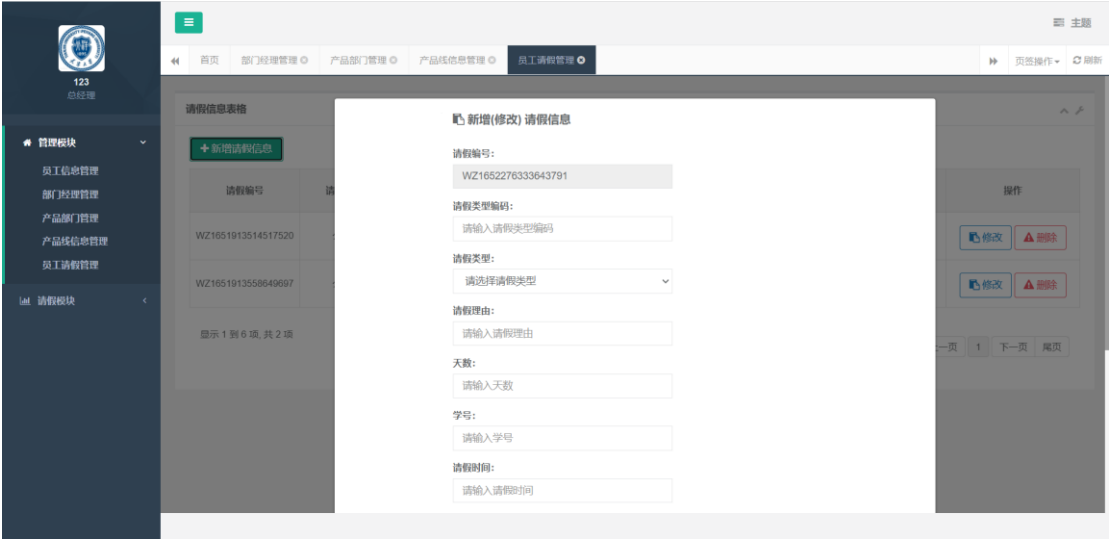 主题
首页 部门经理管理 产品部门管理 产品线信息管理 员工请假管理 页签操作 刷新
123
总经理
管理模块
员工信息管理
部门经理管理
产品部门管理
产品线信息管理
员工请假管理
请假模块
请假信息表格
新增请假信息
请假编号 请 操作
WZ1651913514517520 修改 删除
WZ1651913558649697 修改 删除
显示 1 到 6 项, 共 2 项
一页 1 下一页 尾页
新增(修改) 请假信息
请假编号:
WZ1652276333643791
请假类型编码:
请输入请假类型编码
请假类型:
请选择请假类型
请假理由:
请输入请假理由
天数:
请输入天数
学号:
请输入学号
请假时间:
请输入请假时间